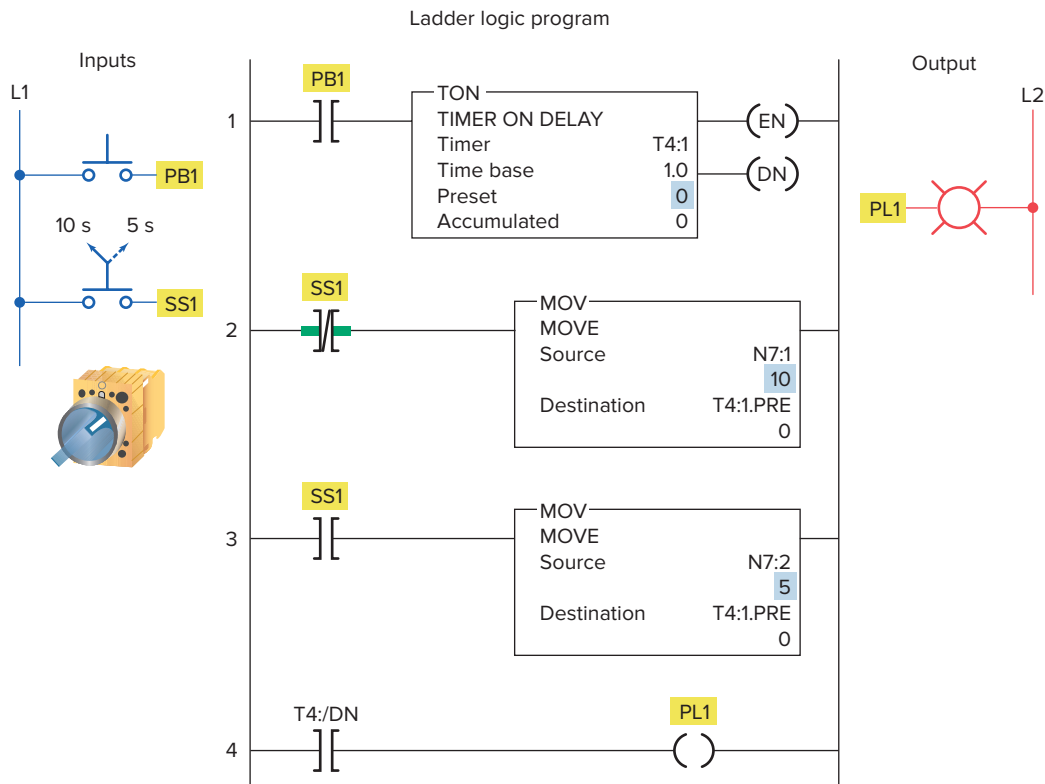 Ladder logic program
Inputs
Output
L1
L2
PB1
10 s 5 s
SS1
PL1
1
PB1
TON
TIMER ON DELAY
Timer T4:1
Time base 1.0
Preset 0
Accumulated 0
EN
DN
2
SS1
MOV
MOVE
Source N7:1
10
Destination T4:1.PRE
0
3
SS1
MOV
MOVE
Source N7:2
5
Destination T4:1.PRE
0
4
T4:/DN
PL1